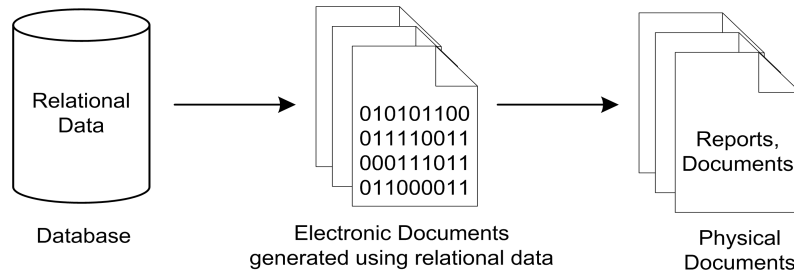 Relational
Data
Database
010101100
011110011
000111011
011000011
Electronic Documents
generated using relational data
Reports,
Documents
Physical
Documents